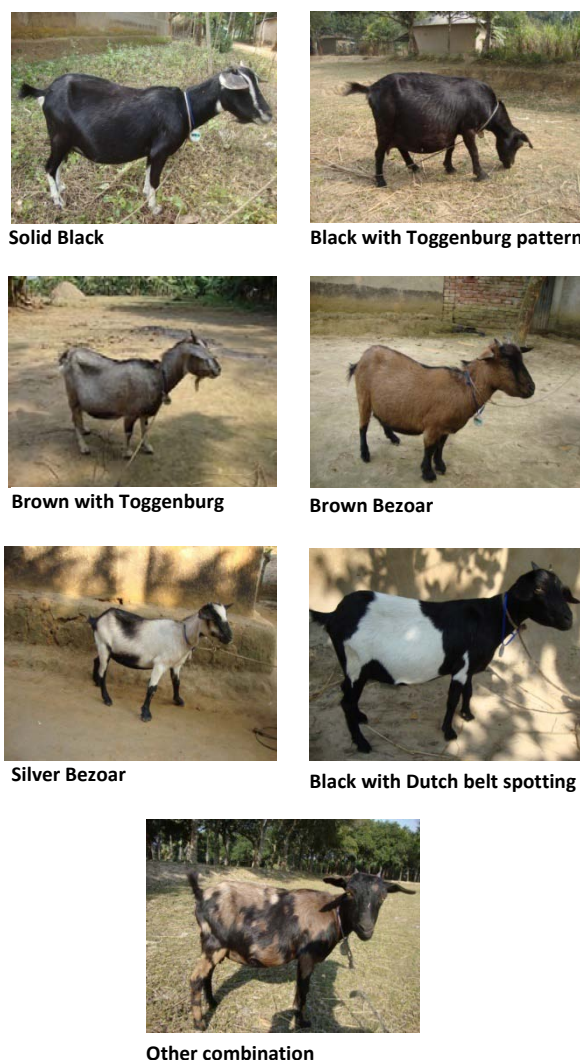 Solid Black
Black with Toggenburg pattern
Brown with Toggenburg
Brown Bezoar
Silver Bezoar
Black with Dutch belt spotting
Other combination